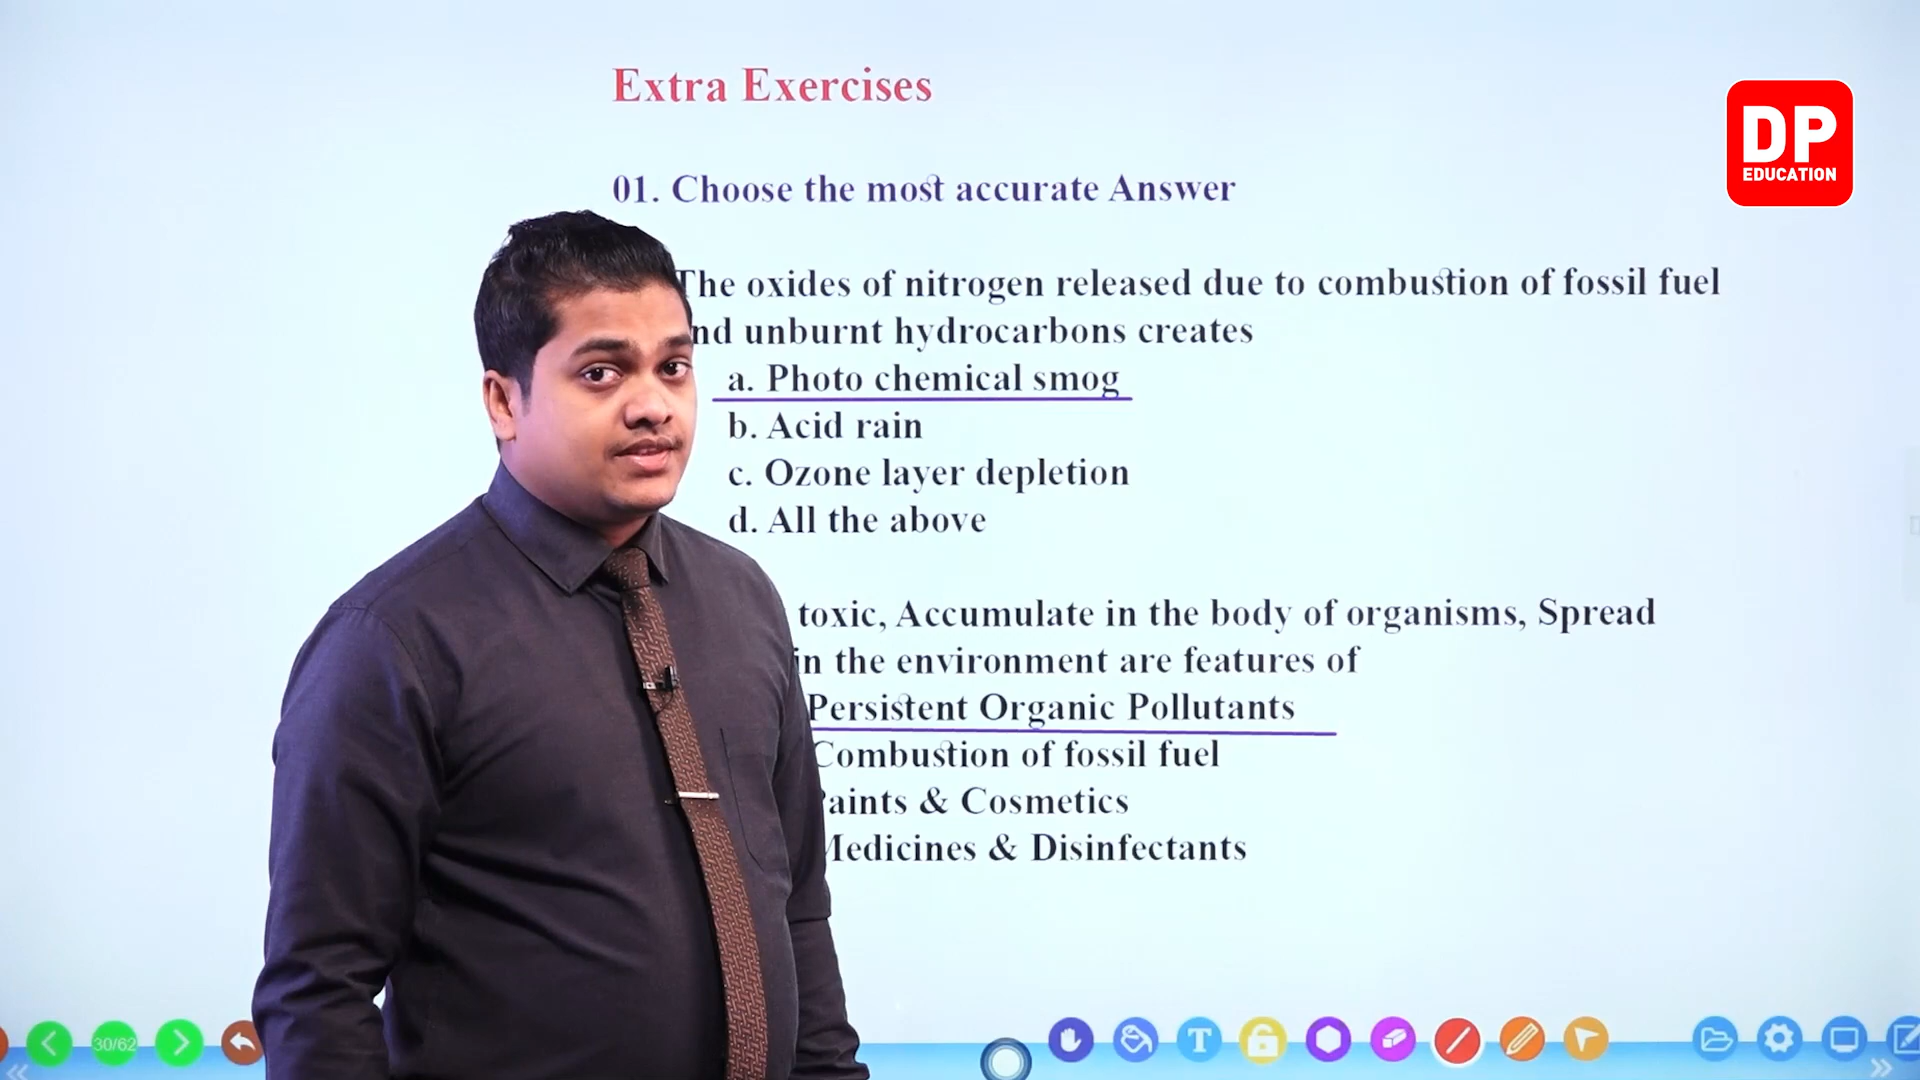 Extra Exercises
DP
EDUCATION
01. Choose the most accurate Answer
The oxides of nitrogen released due to combustion of fossil fuel
unburnt hydrocarbons creates
a. Photo chemical smog
b. Acid rain
c. Ozone layer depletion
d. All the above
toxic, Accumulate in the body of organisms, Spread
in the environment are features of
Persistent Organic Pollutants
Combustion of fossil fuel
Paints & Cosmetics
Medicines & Disinfectants
30/62
T